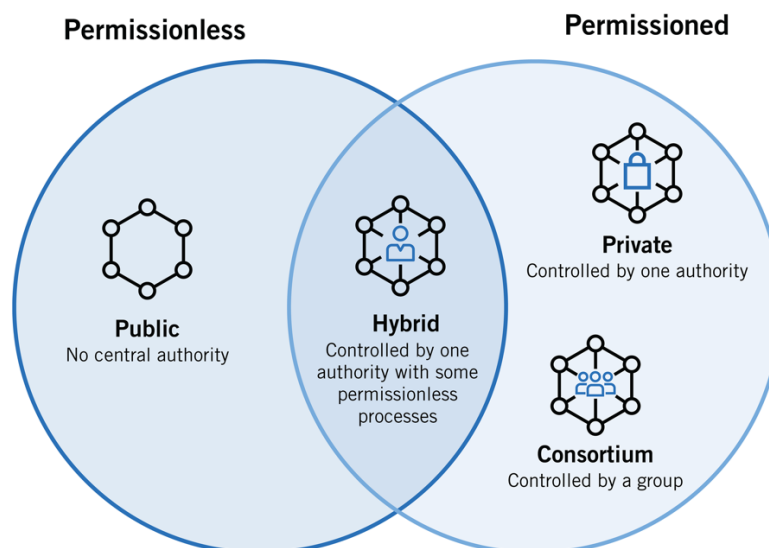 Permissionless
Permissioned
Public
No central authority
Hybrid
Controlled by one
authority with some
permissionless
processes
Private
Controlled by one authority
Consortium
Controlled by a group